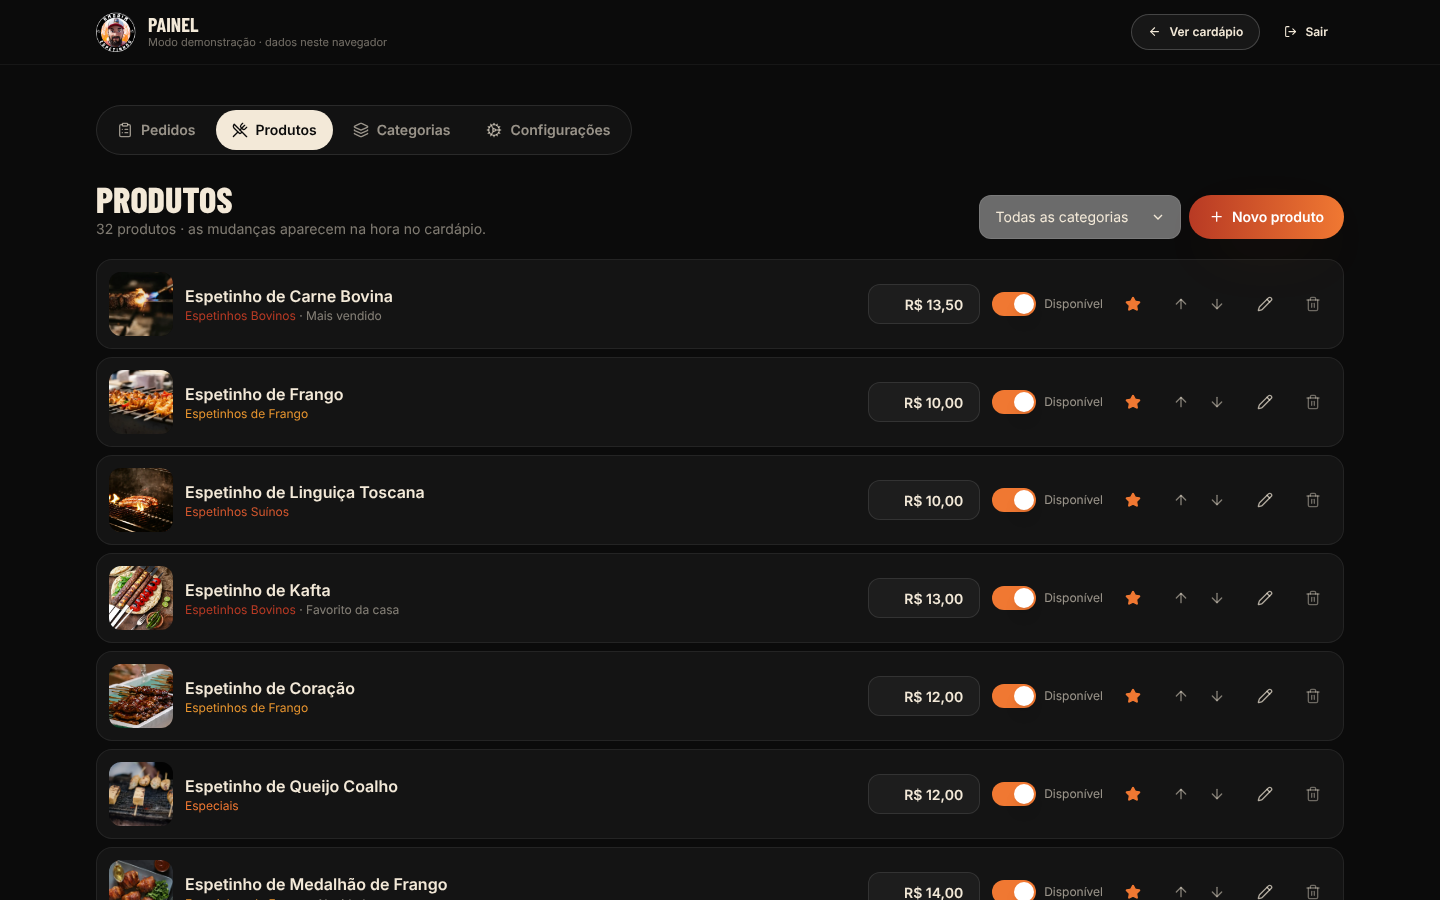 PAINEL
Modo demonstração · dados neste navegador
Ver cardápio
Sair
Pedidos
Produtos
Categorias
Configurações
PRODUTOS
32 produtos · as mudanças aparecem na hora no cardápio.
Todas as categorias
Novo produto
Espetinho de Carne Bovina
Espetinhos Bovinos · Mais vendido
R$ 13,50
Disponível
Espetinho de Frango
Espetinhos de Frango
R$ 10,00
Disponível
Espetinho de Linguiça Toscana
Espetinhos Suínos
R$ 10,00
Disponível
Espetinho de Kafta
Espetinhos Bovinos · Favorito da casa
R$ 13,00
Disponível
Espetinho de Coração
Espetinhos de Frango
R$ 12,00
Disponível
Espetinho de Queijo Coalho
Especiais
R$ 12,00
Disponível
Espetinho de Medalhão de Frango
R$ 14,00
Disponível